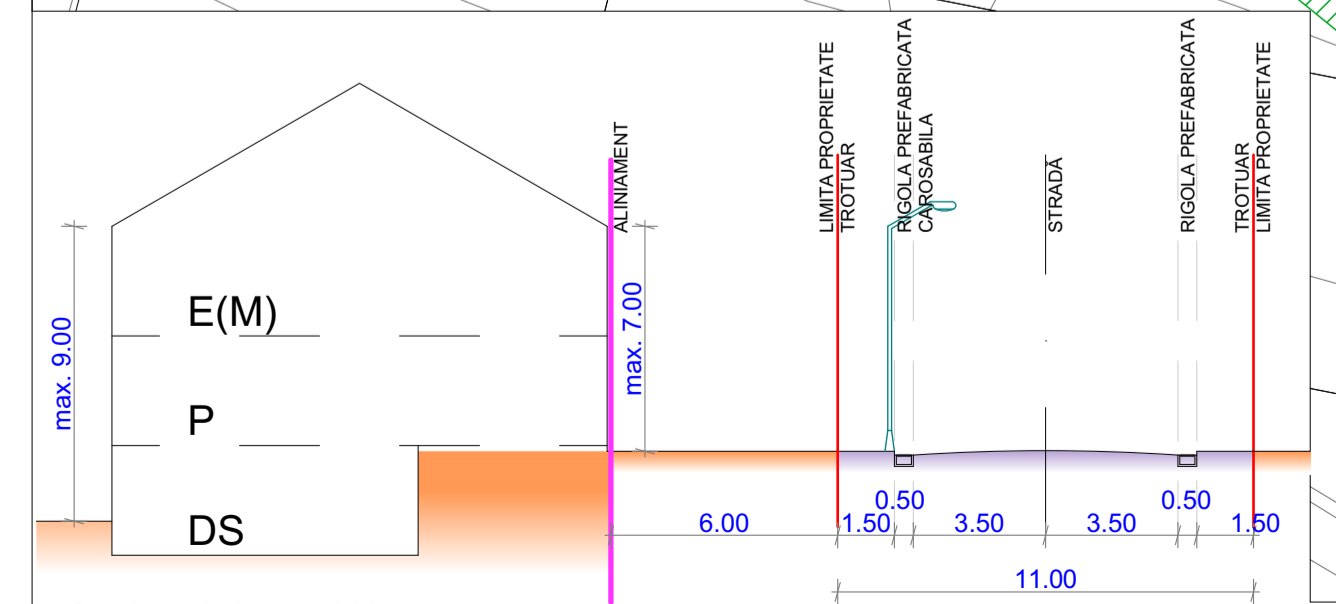 LIMITA PROPRIETATE
TROTUAR
RIGOLA PREFABRICATA
CAROSABILA
STRADĂ
RIGOLA PREFABRICATA
TROTUAR
LIMITA PROPRIETATE
ALINIAMENT
E(M)
max. 9.00
max. 7.00
P
DS
0.50
0.50
6.00
1.50
3.50
3.50
1.50
11.00